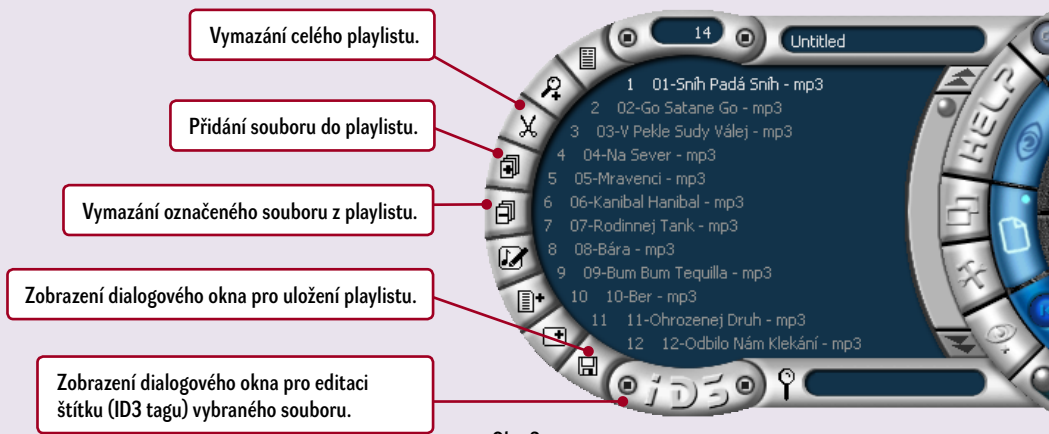 Vymazání celého playlistu.
Přidání souboru do playlistu.
Vymazání označeného souboru z playlistu.
Zobrazení dialogového okna pro uložení playlistu.
Zobrazení dialogového okna pro editaci
štítku (ID3 tagu) vybraného souboru.
14
Untitled
1 01-Sníh Padá Sníh - mp3
2 02-Go Satane Go - mp3
3 03-V Pekle Sudy Válej - mp3
4 04-Na Sever - mp3
5 05-Mravenci - mp3
6 06-Kanibal Hanibal - mp3
7 07-Rodinnej Tank - mp3
8 08-Bára - mp3
9 09-Bum Bum Tequilla - mp3
10 10-Ber - mp3
11 11-Ohrozenej Druh - mp3
12 12-Odbilo Nám Klekání - mp3
iD3
HELP